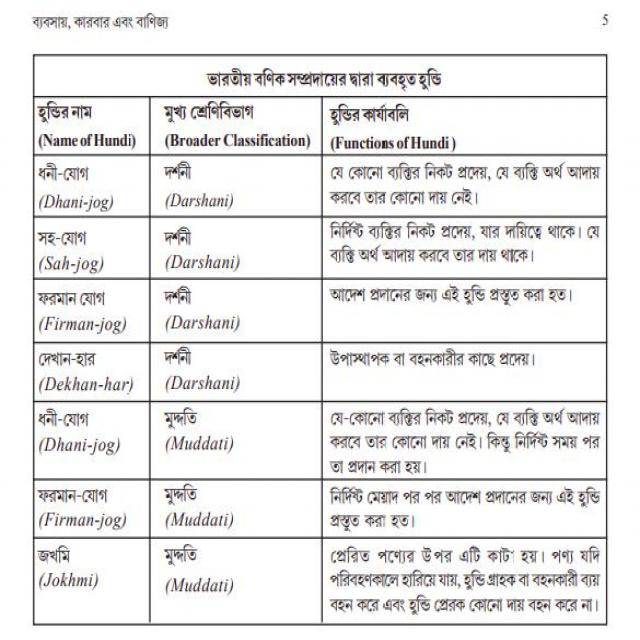 ব্যবসায়, কারবার এবং বাণিজ্য 5
ভারতীয় বণিক সম্প্রদায়ের দ্বারা ব্যবহৃত হুন্ডি
হুন্ডির নাম
(Name of Hundi)
মুখ্য শ্রেণিবিভাগ
(Broader Classification)
হুন্ডির কার্যাবলি
(Functions of Hundi )
ধনী-যোগ
(Dhani-jog)
দর্শনী
(Darshani)
যে কোনো ব্যক্তির নিকট প্রদেয়, যে ব্যক্তি অর্থ আদায়
করবে তার কোনো দায় নেই।
সহ-যোগ
(Sah-jog)
দর্শনী
(Darshani)
নির্দিষ্ট ব্যক্তির নিকট প্রদেয়, যার দায়িত্বে থাকে। যে
ব্যক্তি অর্থ আদায় করবে তার দায় থাকে।
ফরমান যোগ
(Firman-jog)
দর্শনী
(Darshani)
আদেশ প্রদানের জন্য এই হুন্ডি প্রস্তুত করা হত।
দেখান-হার
(Dekhan-har)
দর্শনী
(Darshani)
উপাস্থাপক বা বহনকারীর কাছে প্রদেয়।
ধনী-যোগ
(Dhani-jog)
মুদ্দতি
(Muddati)
যে-কোনো ব্যক্তির নিকট প্রদেয়, যে ব্যক্তি অর্থ আদায়
করবে তার কোনো দায় নেই। কিন্তু নির্দিষ্ট সময় পর
তা প্রদান করা হয়।
ফরমান-যোগ
(Firman-jog)
মুদ্দতি
(Muddati)
নির্দিষ্ট মেয়াদ পর পর আদেশ প্রদানের জন্য এই হুন্ডি
প্রস্তুত করা হত।
জখমি
(Jokhmi)
মুদ্দতি
(Muddati)
প্রেরিত পণ্যের উপর এটি কাটা হয়। পণ্য যদি
পরিবহণকালে হারিয়ে যায়, হুন্ডি গ্রাহক বা বহনকারী ব্যয়
বহন করে এবং হুন্ডি প্রেরক কোনো দায় বহন করে না।